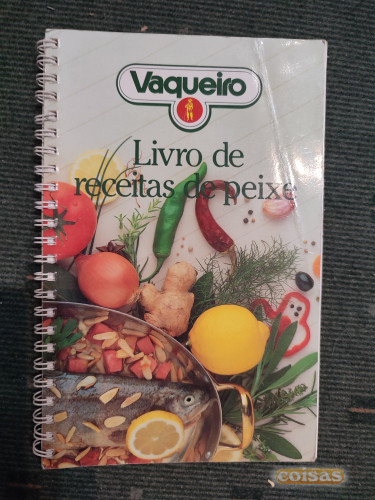 Vaqueiro
Livro de
receitas de peixe
coisas